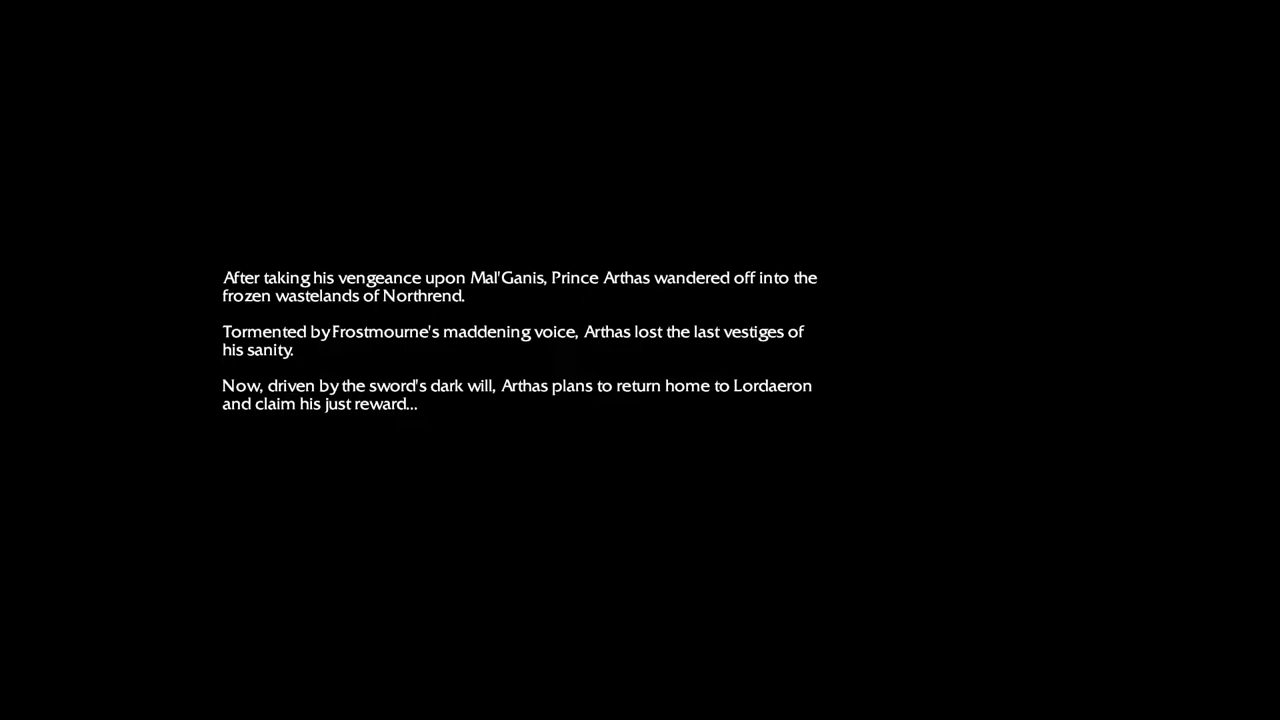 After taking his vengeance upon Mal'Ganis, Prince Arthas wandered off into the
frozen wastelands of Northrend.
Tormented by Frostmourne's maddening voice, Arthas lost the last vestiges of
his sanity.
Now, driven by the sword's dark will, Arthas plans to return home to Lordaeron
and claim his just reward...